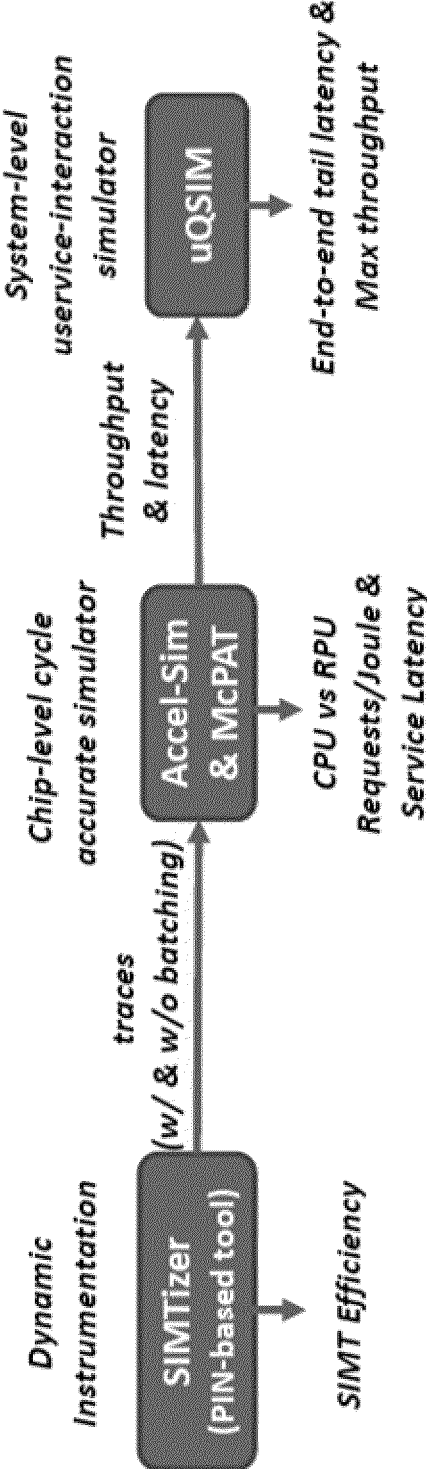 Dynamic
Instrumentation
SIMTizer
(PIN-based tool)
SIMT Efficiency
traces
(w/ & w/o batching)
Chip-level cycle
accurate simulator
Accel-Sim
& McPAT
CPU vs RPU
Requests/Joule &
Service Latency
Throughput
& latency
System-level
uservice-interaction
simulator
uQSIM
End-to-end tail latency &
Max throughput